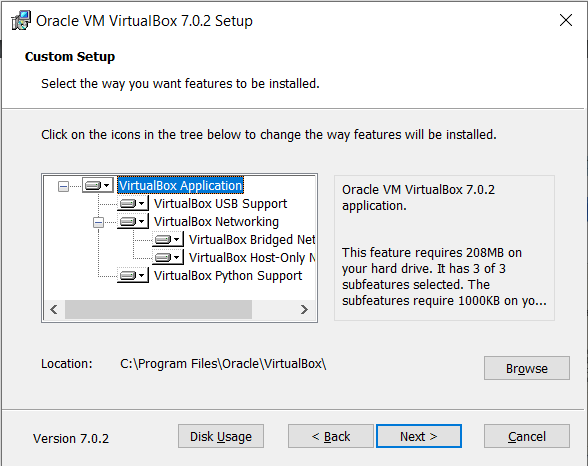 Oracle VM VirtualBox 7.0.2 Setup
Custom Setup
Select the way you want features to be installed.
Click on the icons in the tree below to change the way features will be installed.
VirtualBox Application
VirtualBox USB Support
VirtualBox Networking
VirtualBox Bridged Net
VirtualBox Host-Only N
VirtualBox Python Support
Oracle VM VirtualBox 7.0.2
application.
This feature requires 208MB on
your hard drive. It has 3 of 3
subfeatures selected. The
subfeatures require 1000KB on yo...
Location: C:\Program Files\Oracle\VirtualBox\
Browse
Version 7.0.2
Disk Usage
< Back
Next >
Cancel